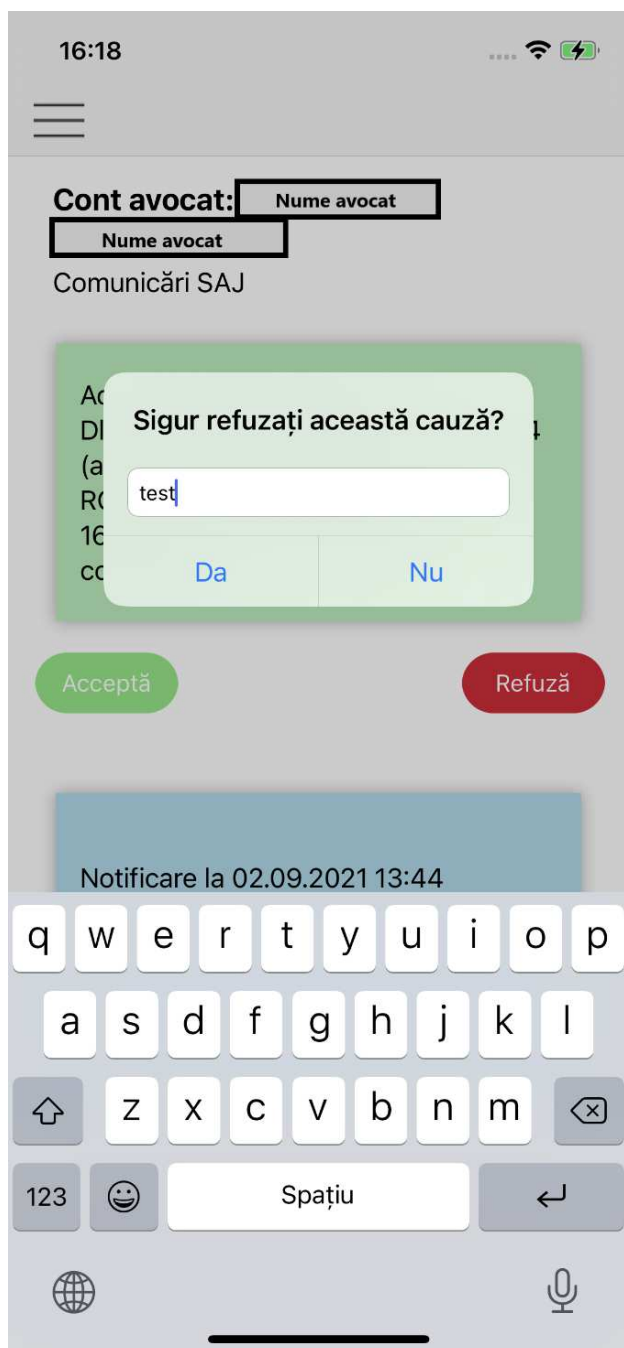 16:18
Cont avocat: Nume avocat
Nume avocat
Comunicări SAJ
Sigur refuzați această cauză?
test
(a
16
Da Nu
Acceptă Refuză
Notificare la 02.09.2021 13:44
q w e r t y u i o p
a s d f g h j k l
z x c v b n m
123 Spațiu